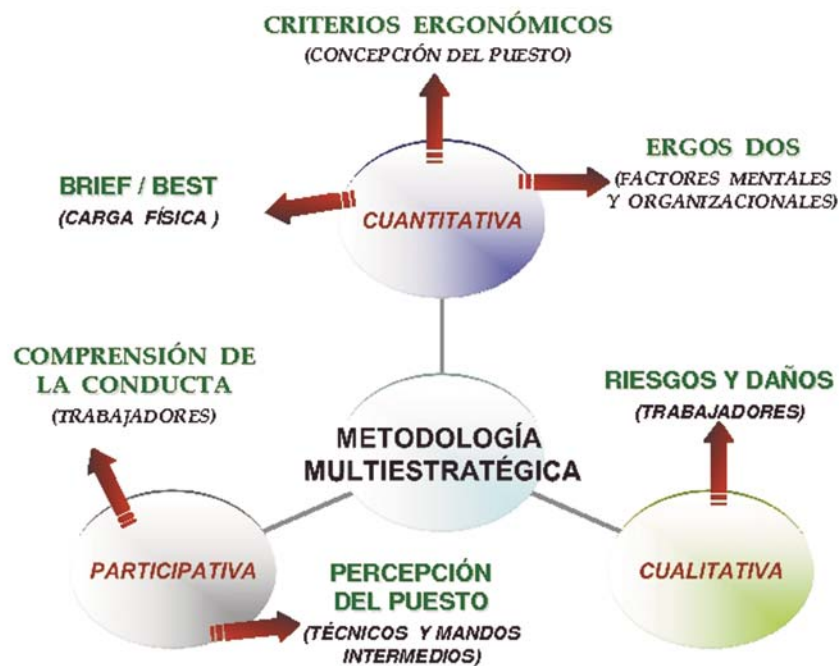 CRITERIOS ERGONÓMICOS
(CONCEPCIÓN DEL PUESTO)
BRIEF / BEST
(CARGA FÍSICA )
CUANTITATIVA
ERGOS DOS
(FACTORES MENTALES
Y ORGANIZACIONALES)
COMPRENSIÓN DE
LA CONDUCTA
(TRABAJADORES)
METODOLOGÍA
MULTIESTRATÉGICA
RIESGOS Y DAÑOS
(TRABAJADORES)
PARTICIPATIVA
PERCEPCIÓN
DEL PUESTO
(TÉCNICOS Y MANDOS
INTERMEDIOS)
CUALITATIVA